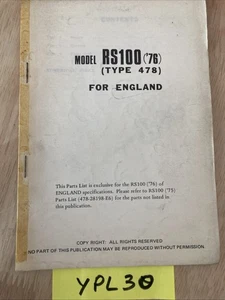 MODEL RS100 ('76)
(TYPE 478)
FOR ENGLAND
This Parts List is exclusive for the RS100 ('76) of
ENGLAND specifications. Please refer to RS100 ('75)
Parts List (478-28198-E6) for the parts not listed in
this publication.
COPY RIGHT: ALL RIGHTS RESERVED
NO PART OF THIS PUBLICATION MAY BE REPRODUCED WITHOUT PERMISSION
YPL30